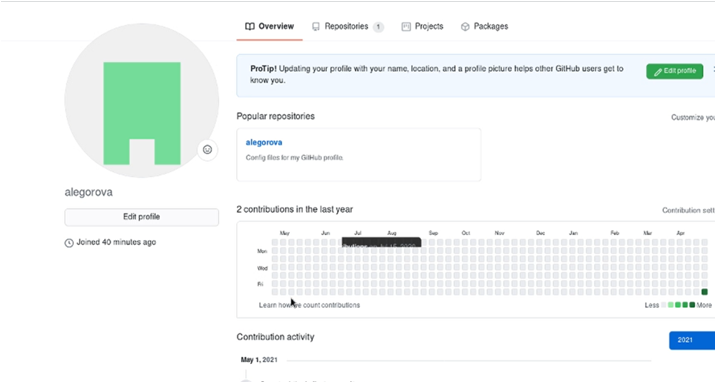 Overview
Repositories 1
Projects
Packages
ProTip! Updating your profile with your name, location, and a profile picture helps other GitHub users get to
know you.
Edit profile
Popular repositories
Customize you
alegorova
Config files for my GitHub profile.
alegorova
Edit profile
Joined 40 minutes ago
2 contributions in the last year
Contribution sett
May Jun Jul Aug Sep Oct Nov Dec Jan Feb Mar Apr
Mon
Wed
Fri
Learn how we count contributions
Less More
Contribution activity
2021
May 1, 2021